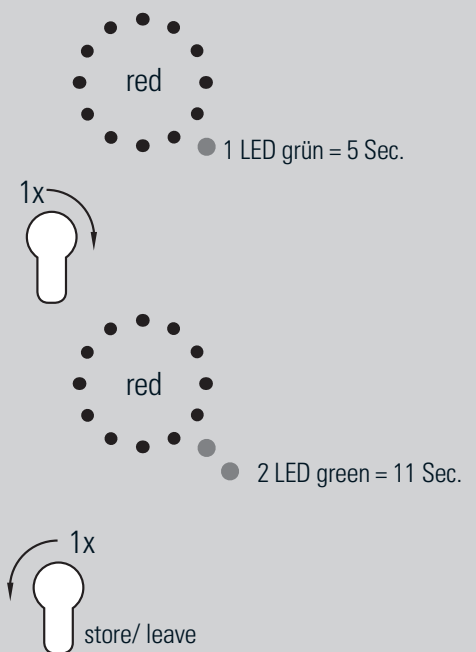 red
1 LED grün = 5 Sec.
1x
red
2 LED green = 11 Sec.
1x
store/ leave